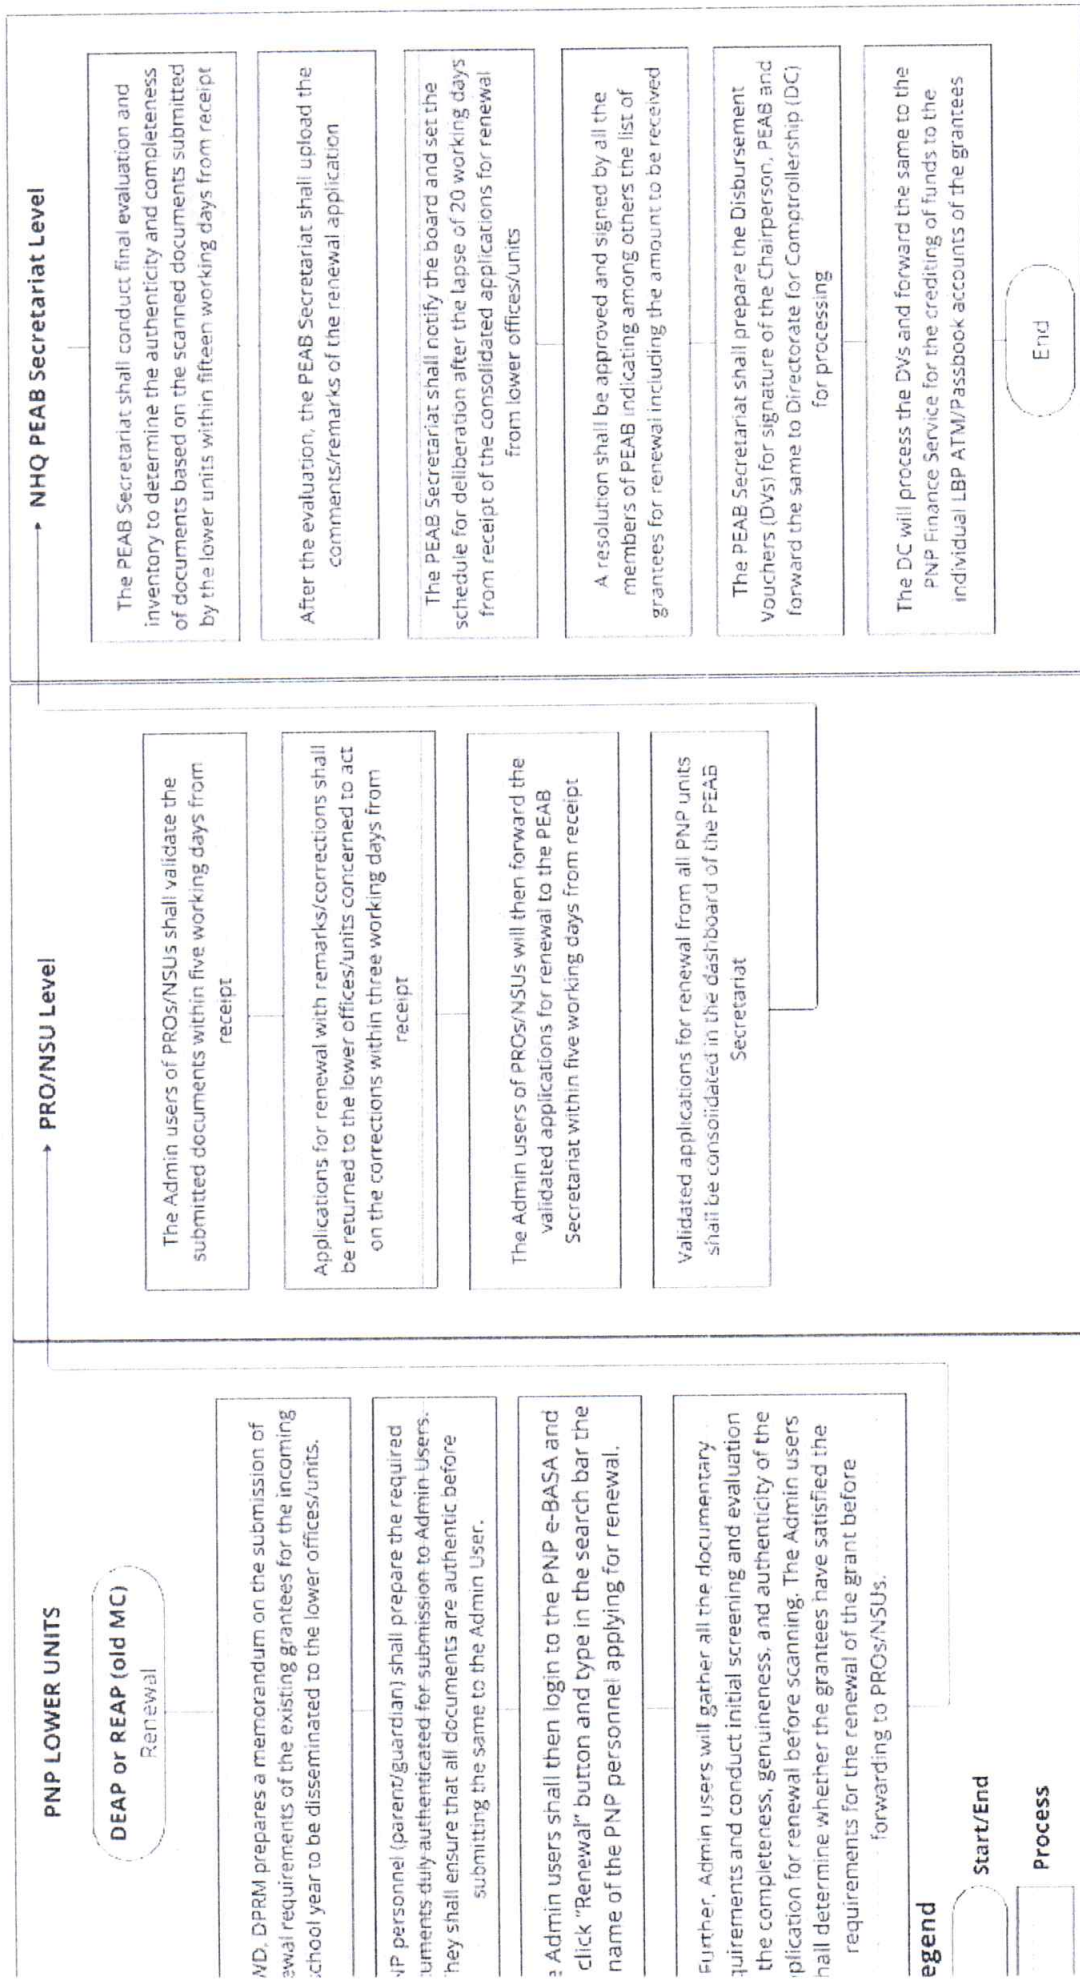 PNP LOWER UNITS
DEAP or REAP (old MC)
Renewal
WD, DPRM prepares a memorandum on the submission of
ewal requirements of the existing grantees for the incoming
chool year to be disseminated to the lower offices/units.
NP personnel (parent/guardian) shall prepare the required
uments duly authenticated for submission to Admin Users.
hey shall ensure that all documents are authentic before
submitting the same to the Admin User.
e Admin users shall then login to the PNP e-BASA and
click "Renewal" button and type in the search bar the
name of the PNP personnel applying for renewal.
Further, Admin users will gather all the documentary
quirements and conduct initial screening and evaluation
the completeness, genuineness, and authenticity of the
plication for renewal before scanning. The Admin users
hall determine whether the grantees have satisfied the
requirements for the renewal of the grant before
forwarding to PROs/NSUs.
egend
Start/End
Process
PRO/NSU Level
The Admin users of PROs/NSUs shall validate the
submitted documents within five working days from
receipt
Applications for renewal with remarks/corrections shall
be returned to the lower offices/units concerned to act
on the corrections within three working days from
receipt
The Admin users of PROs/NSUs will then forward the
validated applications for renewal to the PEAB
Secretariat within five working days from receipt
Validated applications for renewal from all PNP units
shall be consolidated in the dashboard of the PEAB
Secretariat
NHQ PEAB Secretariat Level
The PEAB Secretariat shall conduct final evaluation and
inventory to determine the authenticity and completeness
of documents based on the scanned documents submitted
by the lower units within fifteen working days from receipt
After the evaluation, the PEAB Secretariat shall upload the
comments/remarks of the renewal application
The PEAB Secretariat shall notify the board and set the
schedule for deliberation after the lapse of 20 working days
from receipt of the consolidated applications for renewal
from lower offices/units
A resolution shall be approved and signed by all the
members of PEAB indicating among others the list of
grantees for renewal including the amount to be received
The PEAB Secretariat shall prepare the Disbursement
Vouchers (DVs) for signature of the Chairperson, PEAB and
forward the same to Directorate for Comptrollership (DC)
for processing
The DC will process the DVs and forward the same to the
PNP Finance Service for the crediting of funds to the
individual LBP ATM/Passbook accounts of the grantees
End